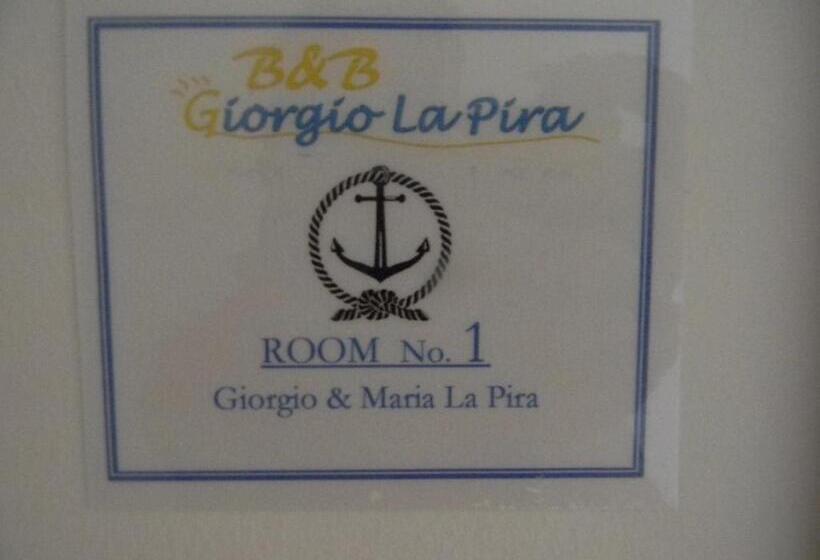 B&B
Giorgio La Pira
ROOM No. 1
Giorgio & Maria La Pira